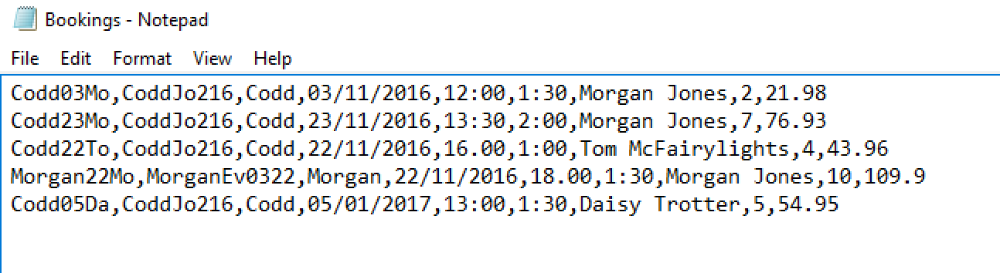 Bookings - Notepad
File Edit Format View Help
Codd03Mo,CoddJo216,Codd,03/11/2016,12:00,1:30,Morgan Jones,2,21.98
Codd23Mo,CoddJo216,Codd,23/11/2016,13:30,2:00,Morgan Jones,7,76.93
Codd22To,CoddJo216,Codd,22/11/2016,16.00,1:00,Tom McFairylights,4,43.96
Morgan22Mo,MorganEv0322,Morgan,22/11/2016,18.00,1:30,Morgan Jones,10,109.9
Codd05Da,CoddJo216,Codd,05/01/2017,13:00,1:30,Daisy Trotter,5,54.95